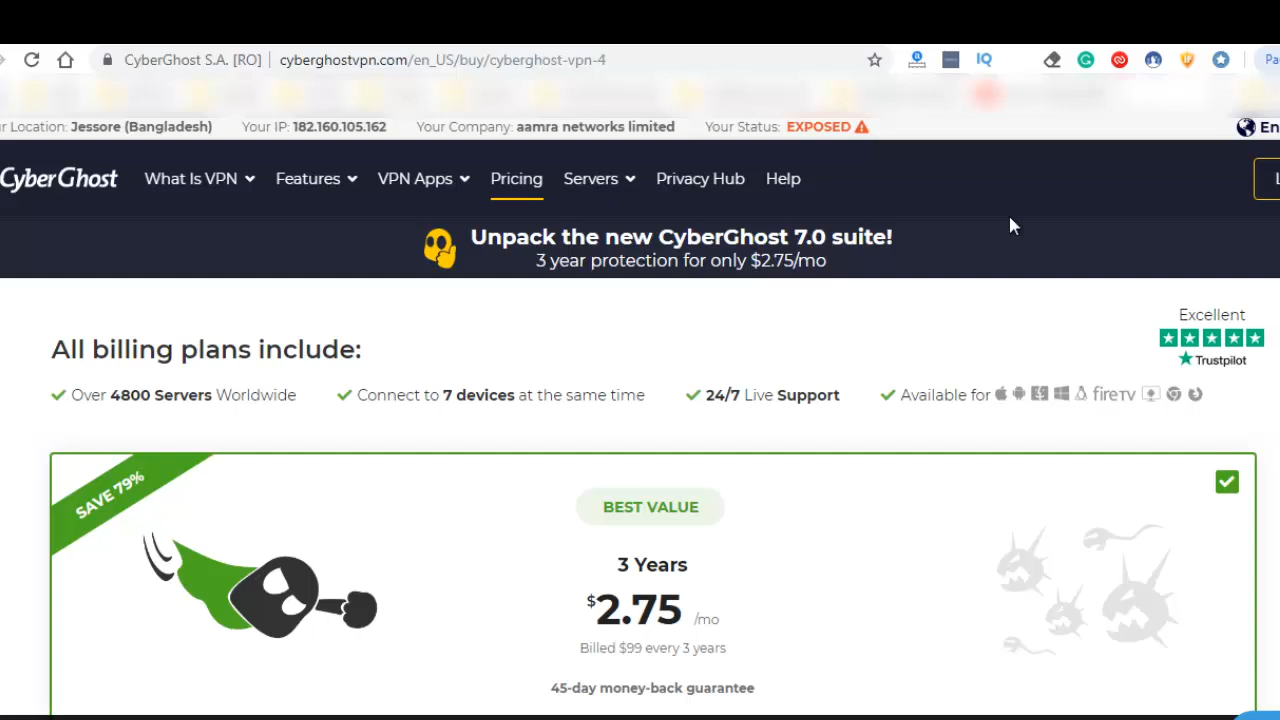 CyberGhost S.A. [RO] cyberghostvpn.com/en_US/buy/cyberghost-vpn-4
IQ
Pa
r Location: Jessore (Bangladesh) Your IP: 182.160.105.162 Your Company: aamra networks limited Your Status: EXPOSED
En
CyberGhost What Is VPN Features VPN Apps Pricing Servers Privacy Hub Help
L
Unpack the new CyberGhost 7.0 suite!
3 year protection for only $2.75/mo
Excellent
Trustpilot
All billing plans include:
Over 4800 Servers Worldwide Connect to 7 devices at the same time 24/7 Live Support Available for fireTV
SAVE 79%
BEST VALUE
3 Years
$2.75 /mo
Billed $99 every 3 years
45-day money-back guarantee